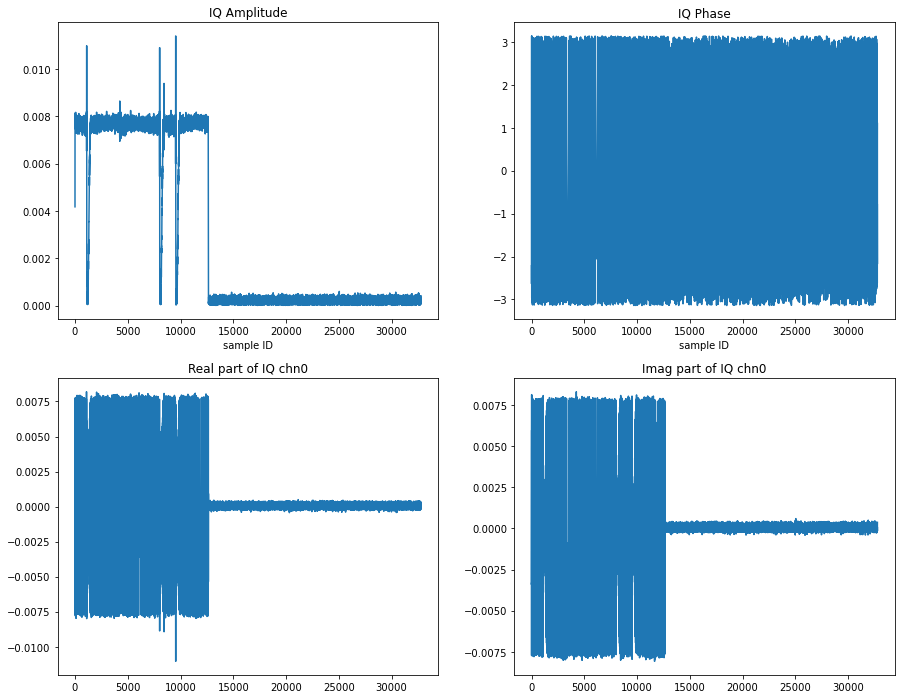 IQ Amplitude
0.010
0.008
0.006
0.004
0.002
0.000
0 5000 10000 15000 20000 25000 30000
sample ID
IQ Phase
3
2
1
0
−1
−2
−3
0 5000 10000 15000 20000 25000 30000
sample ID
Real part of IQ chn0
0.0075
0.0050
0.0025
0.0000
−0.0025
−0.0050
−0.0075
−0.0100
0 5000 10000 15000 20000 25000 30000
Imag part of IQ chn0
0.0075
0.0050
0.0025
0.0000
−0.0025
−0.0050
−0.0075
0 5000 10000 15000 20000 25000 30000